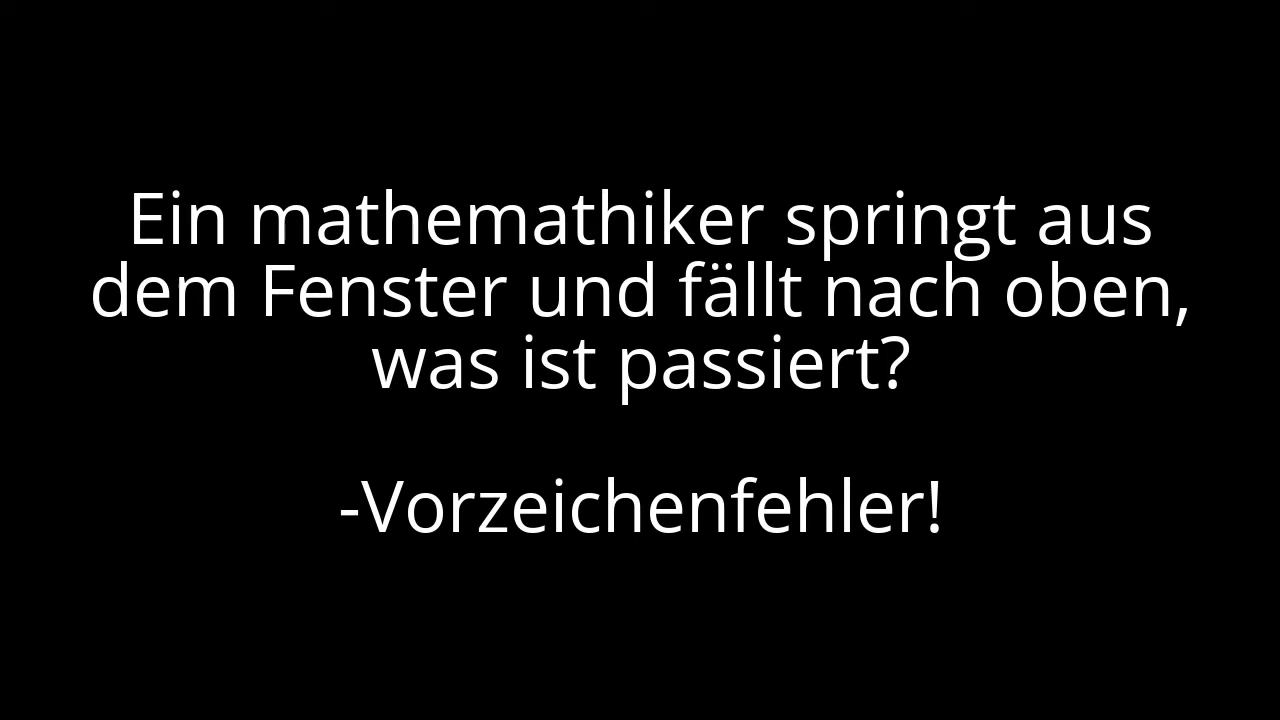 Ein mathemathiker springt aus
dem Fenster und fällt nach oben,
was ist passiert?
-Vorzeichenfehler!